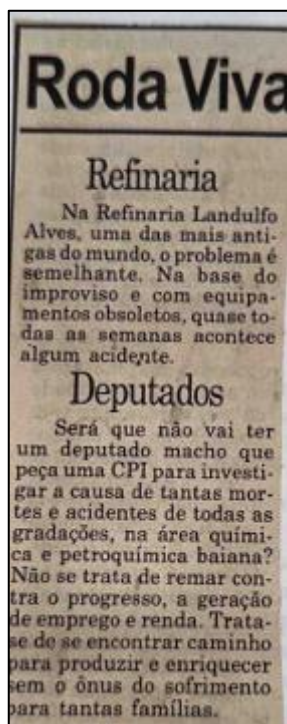 Roda Viva
Refinaria
Na Refinaria Landulfo
Alves, uma das mais anti-
gas do mundo, o problema é
semelhante. Na base do
improviso e com equipa-
mentos obsoletos, quase to-
das as semanas acontece
algum acidente.
Deputados
Será que não vai ter
um deputado macho que
peça uma CPI para investi-
gar a causa de tantas mor-
tes e acidentes de todas as
gradações, na área quími-
ca e petroquímica baiana?
Não se trata de remar con-
tra o progresso, a geração
de emprego e renda. Trata-
se de se encontrar caminho
para produzir e enriquecer
sem o ônus do sofrimento
para tantas famílias.